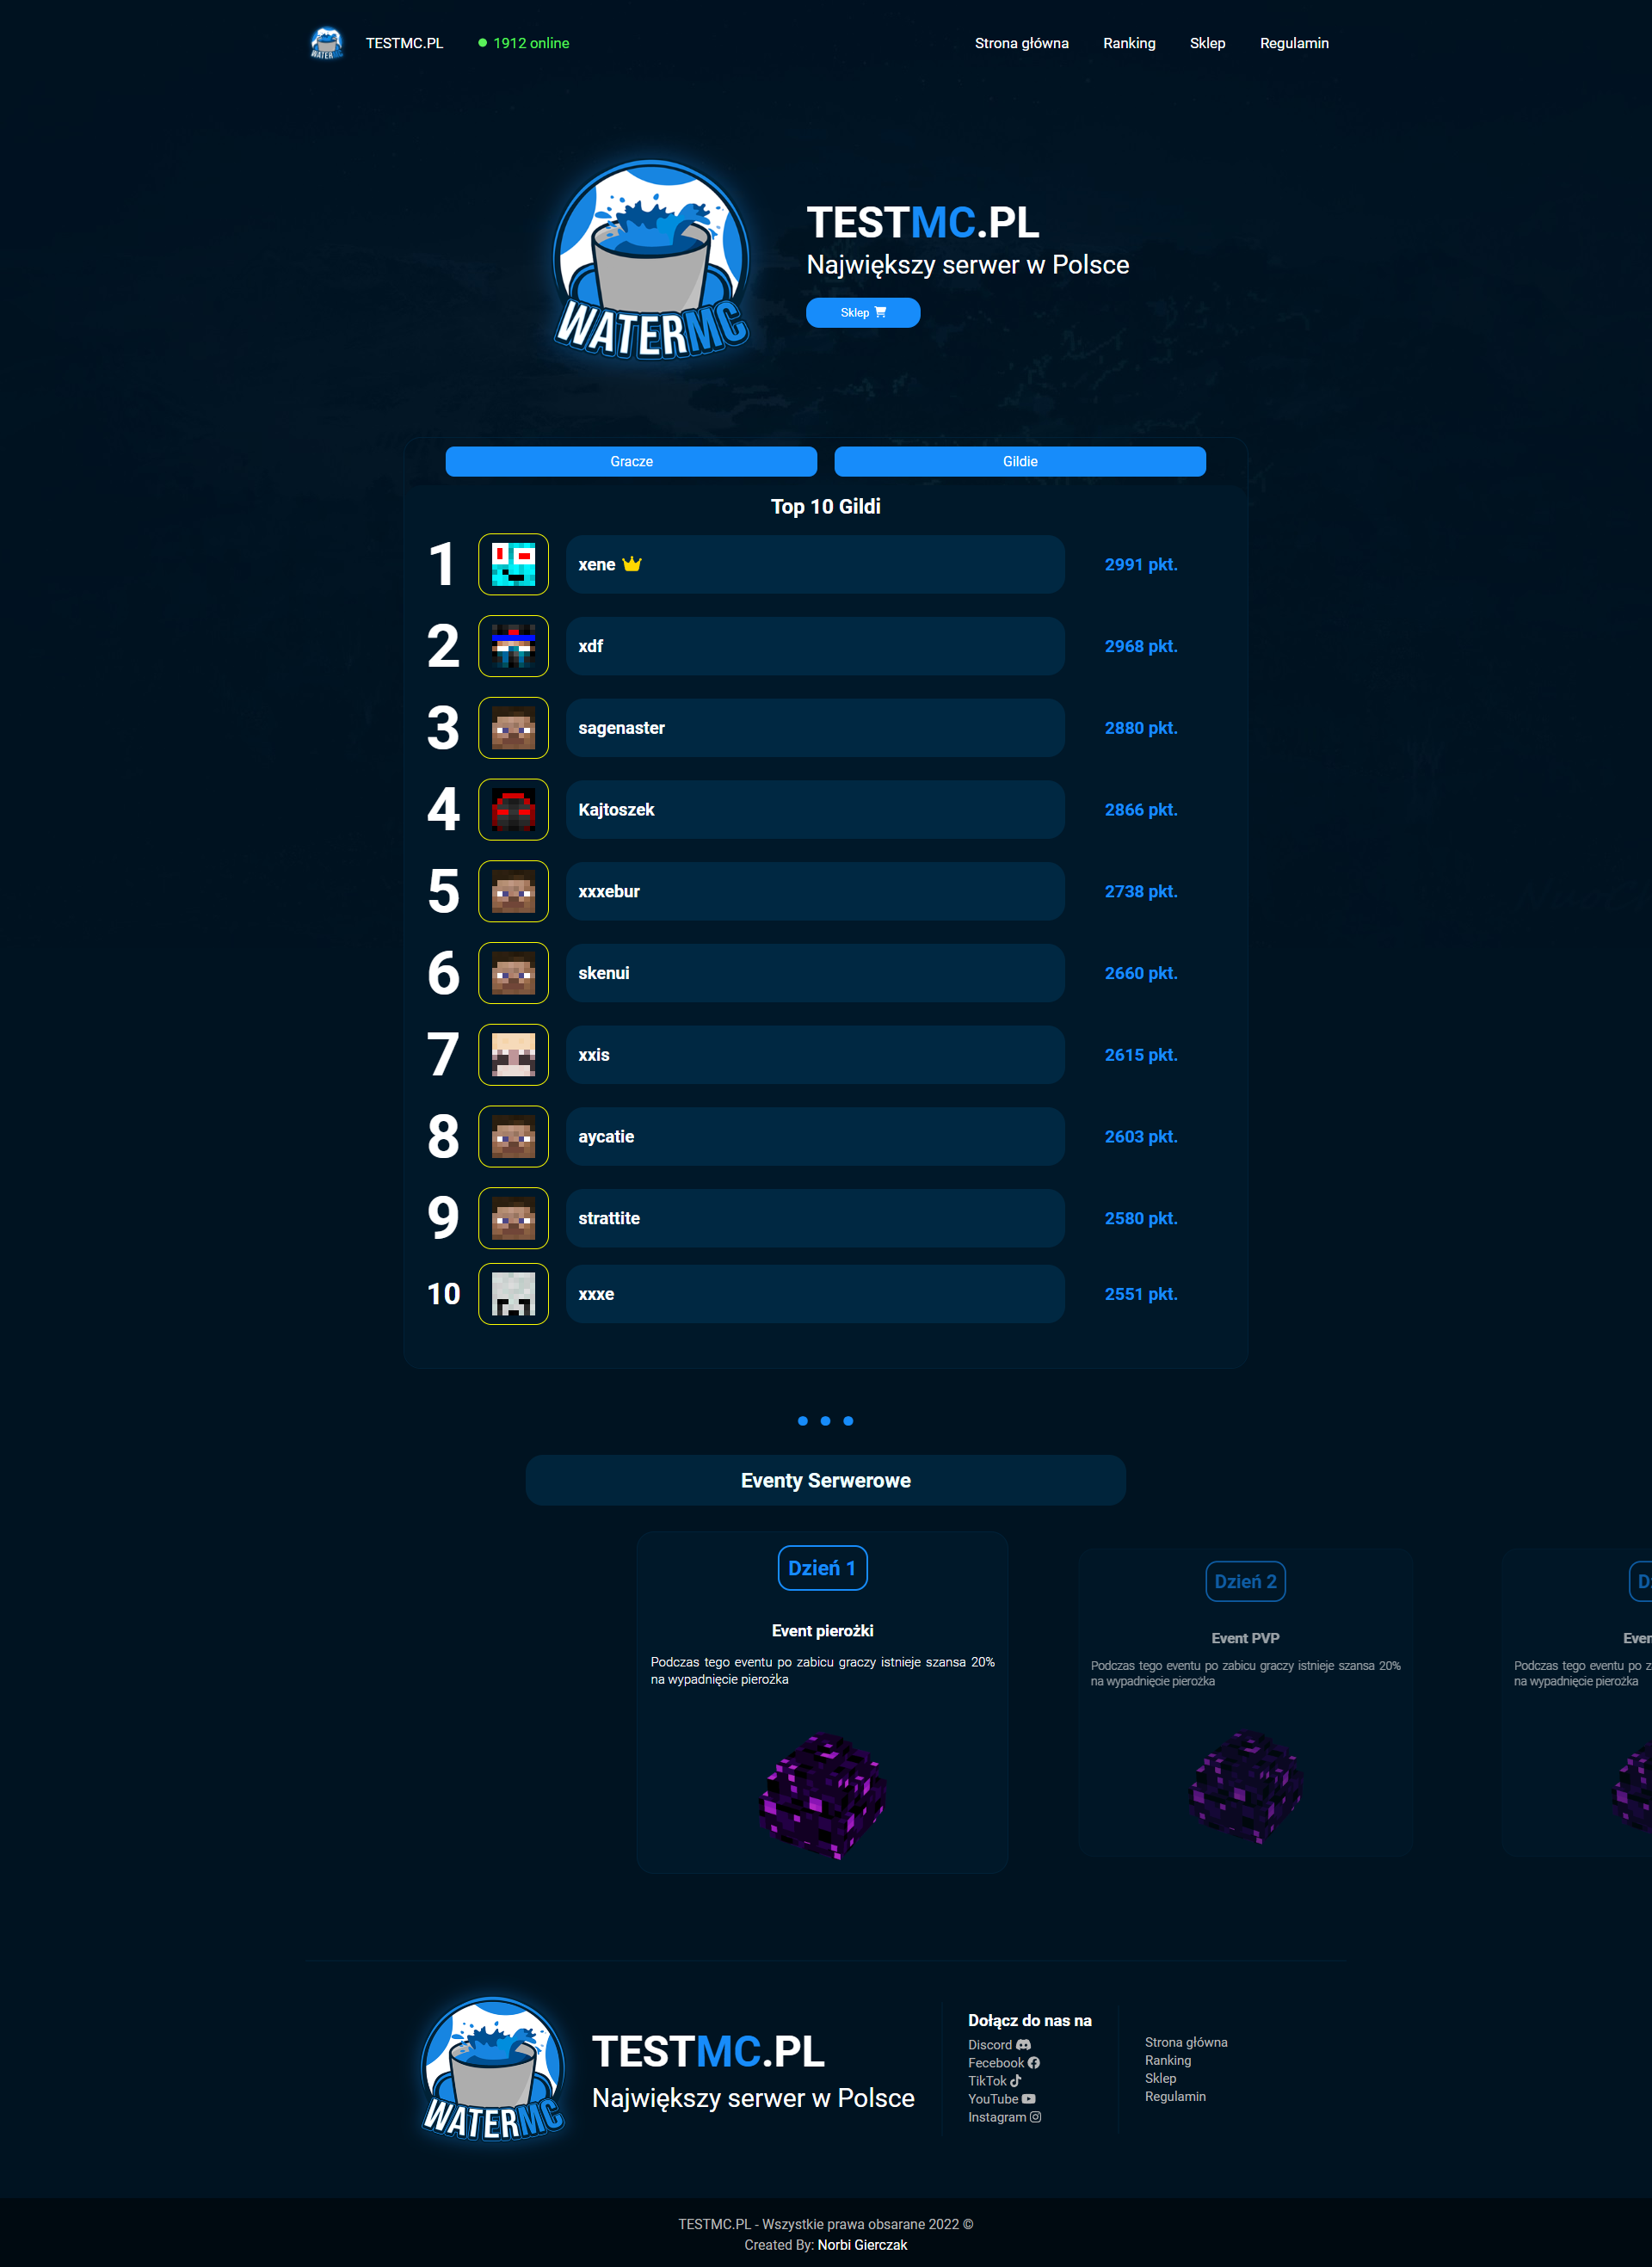 WATERMC
TESTMC.PL
1912 online
Strona główna
Ranking
Sklep
Regulamin
WATERMC
TESTMC.PL
Największy serwer w Polsce
Sklep
Gracze
Gildie
Top 10 Gildi
1
xene
2991 pkt.
2
xdf
2968 pkt.
3
sagenaster
2880 pkt.
4
Kajtoszek
2866 pkt.
5
xxxebur
2738 pkt.
6
skenui
2660 pkt.
7
xxis
2615 pkt.
8
aycatie
2603 pkt.
9
strattite
2580 pkt.
10
xxxe
2551 pkt.
Eventy Serwerowe
Dzień 1
Event pierożki
Podczas tego eventu po zabicu graczy istnieje szansa 20%
na wypadnięcie pierożka
Dzień 2
Event PVP
Podczas tego eventu po zabicu graczy istnieje szansa 20%
na wypadnięcie pierożka
Podczas tego eventu po
na wypadnięcie pierożka
WATERMC
TESTMC.PL
Największy serwer w Polsce
Dołącz do nas na
Discord
Fecebook
TikTok
YouTube
Instagram
Strona główna
Ranking
Sklep
Regulamin
TESTMC.PL - Wszystkie prawa obsarane 2022 ©
Created By: Norbi Gierczak